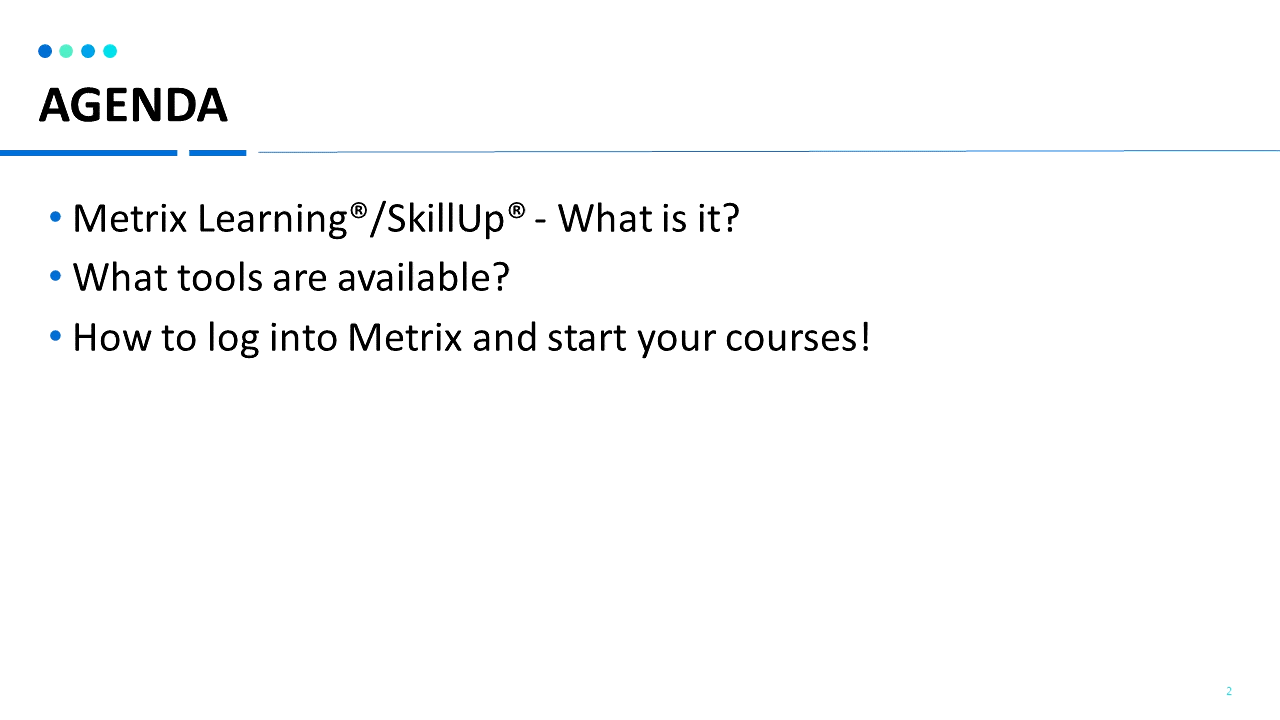 AGENDA
• Metrix Learning®/SkillUp® - What is it?
• What tools are available?
• How to log into Metrix and start your courses!
2